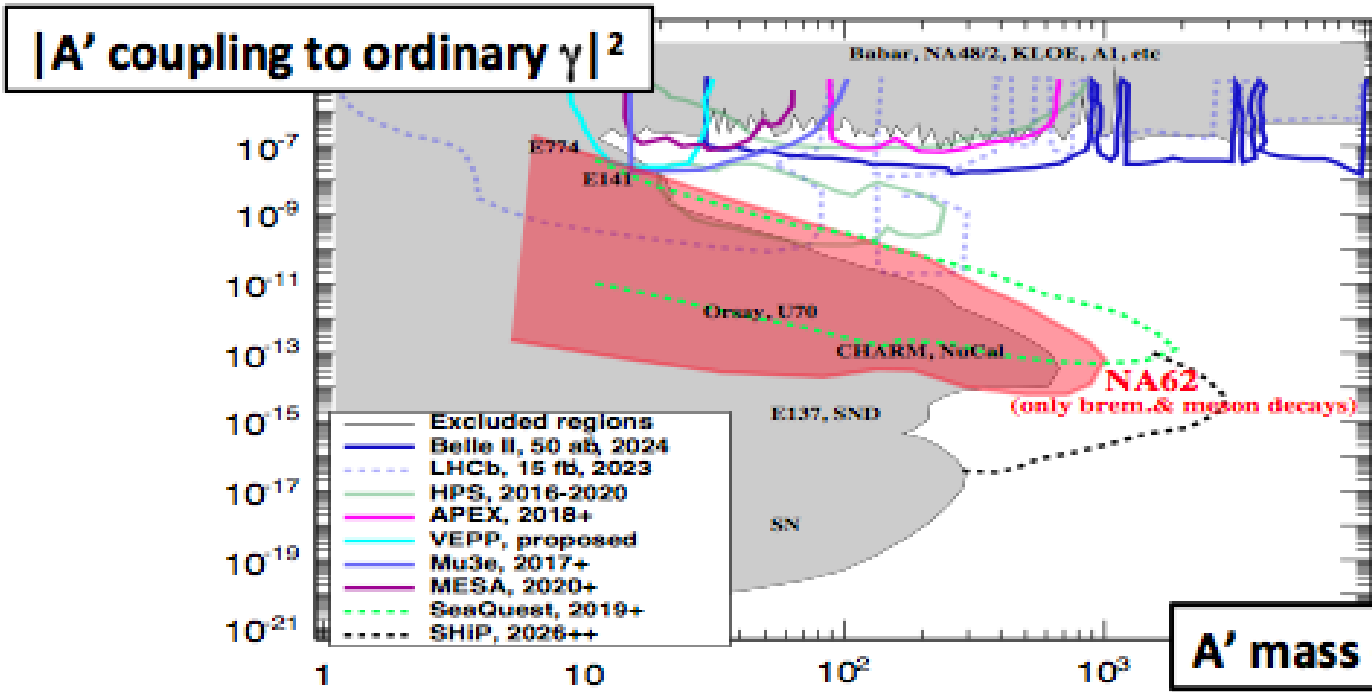 |A’ coupling to ordinary γ|²
Babar, NA48/2, KLOE, A1, etc
10⁻⁷
E774
E141
10⁻⁹
10⁻¹¹
Orsay, U70
10⁻¹³
CHARM, NuCal
NA62
(only brem.& meson decays)
10⁻¹⁵
E137, SND
Excluded regions
Belle II, 50 ab, 2024
LHCb, 15 fb, 2023
10⁻¹⁷
HPS, 2016-2020
APEX, 2018+
SN
VEPP, proposed
10⁻¹⁹
Mu3e, 2017+
MESA, 2020+
SeaQuest, 2019+
10⁻²¹
SHiP, 2026++
A’ mass
1 10 10² 10³